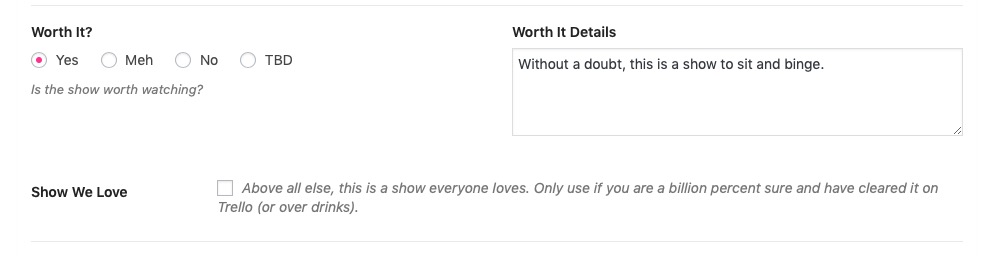 Worth It?
Yes Meh No TBD
Is the show worth watching?
Worth It Details
Without a doubt, this is a show to sit and binge.
Show We Love
Above all else, this is a show everyone loves. Only use if you are a billion percent sure and have cleared it on
Trello (or over drinks).